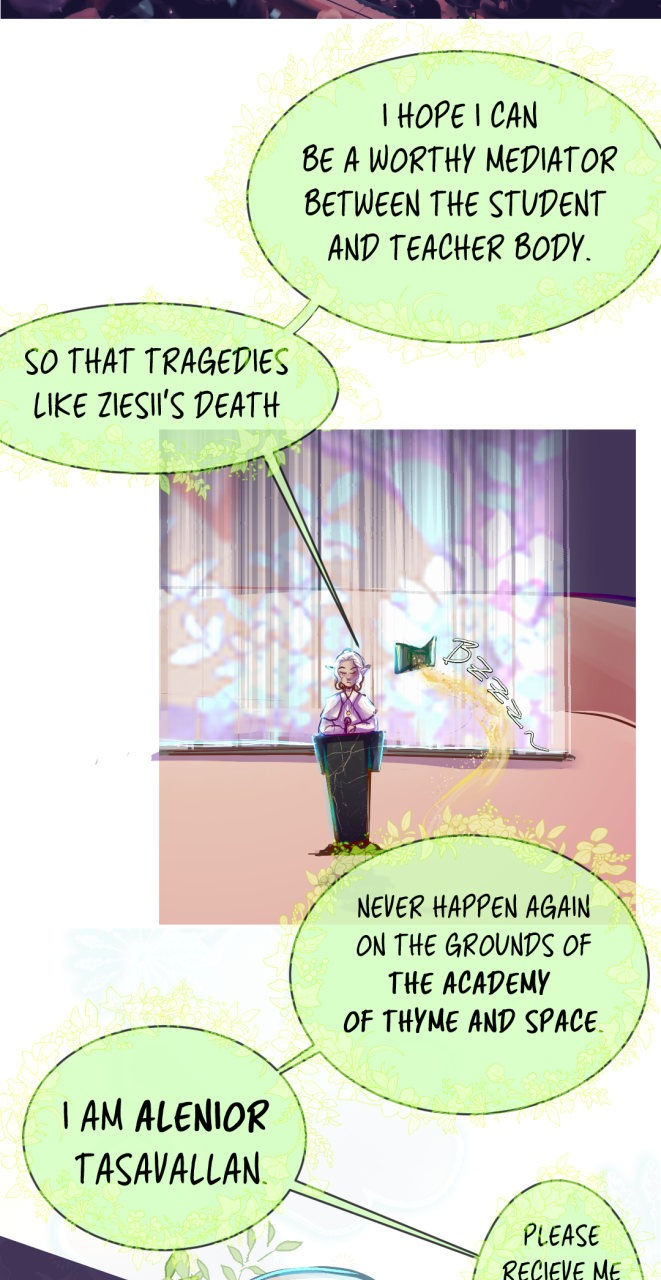 I HOPE I CAN
BE A WORTHY MEDIATOR
BETWEEN THE STUDENT
AND TEACHER BODY.
SO THAT TRAGEDIES
LIKE ZIESII'S DEATH
BZZZZ~
NEVER HAPPEN AGAIN
ON THE GROUNDS OF
THE ACADEMY
OF THYME AND SPACE.
I AM ALENIOR
TASAVALLAN.
PLEASE
RECIEVE ME